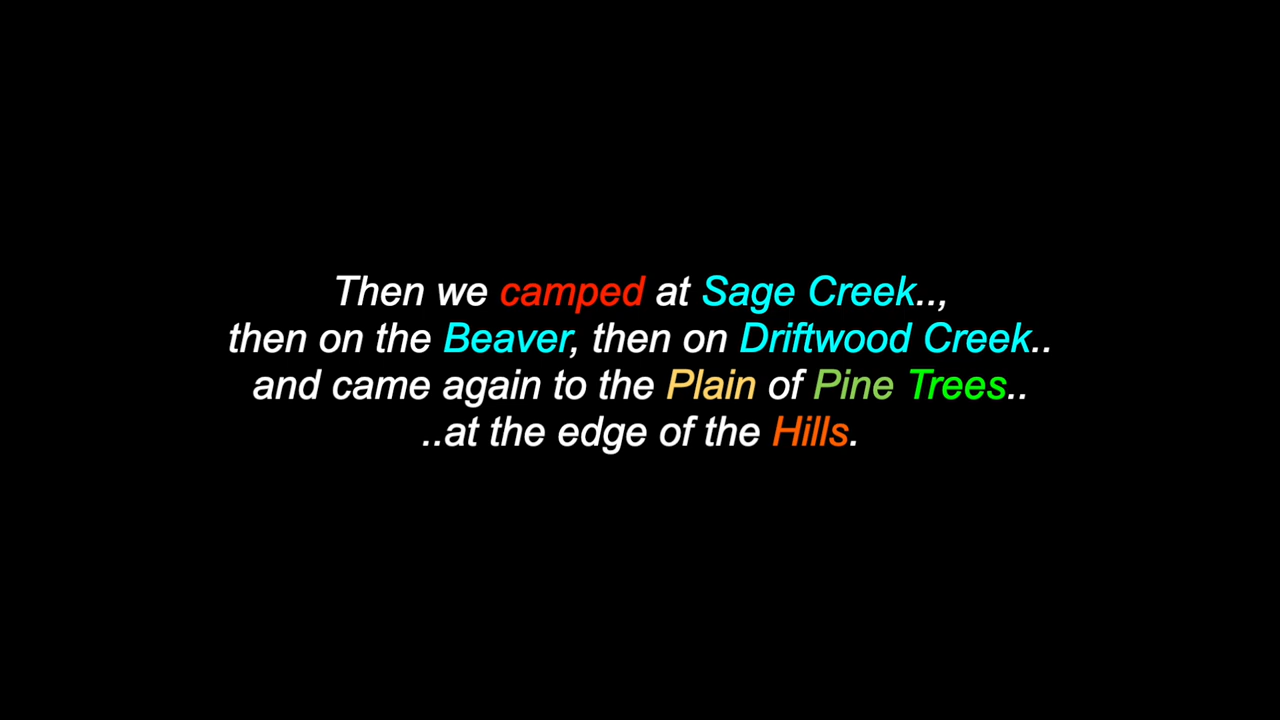 Then we camped at Sage Creek..,
then on the Beaver, then on Driftwood Creek..
and came again to the Plain of Pine Trees..
..at the edge of the Hills.